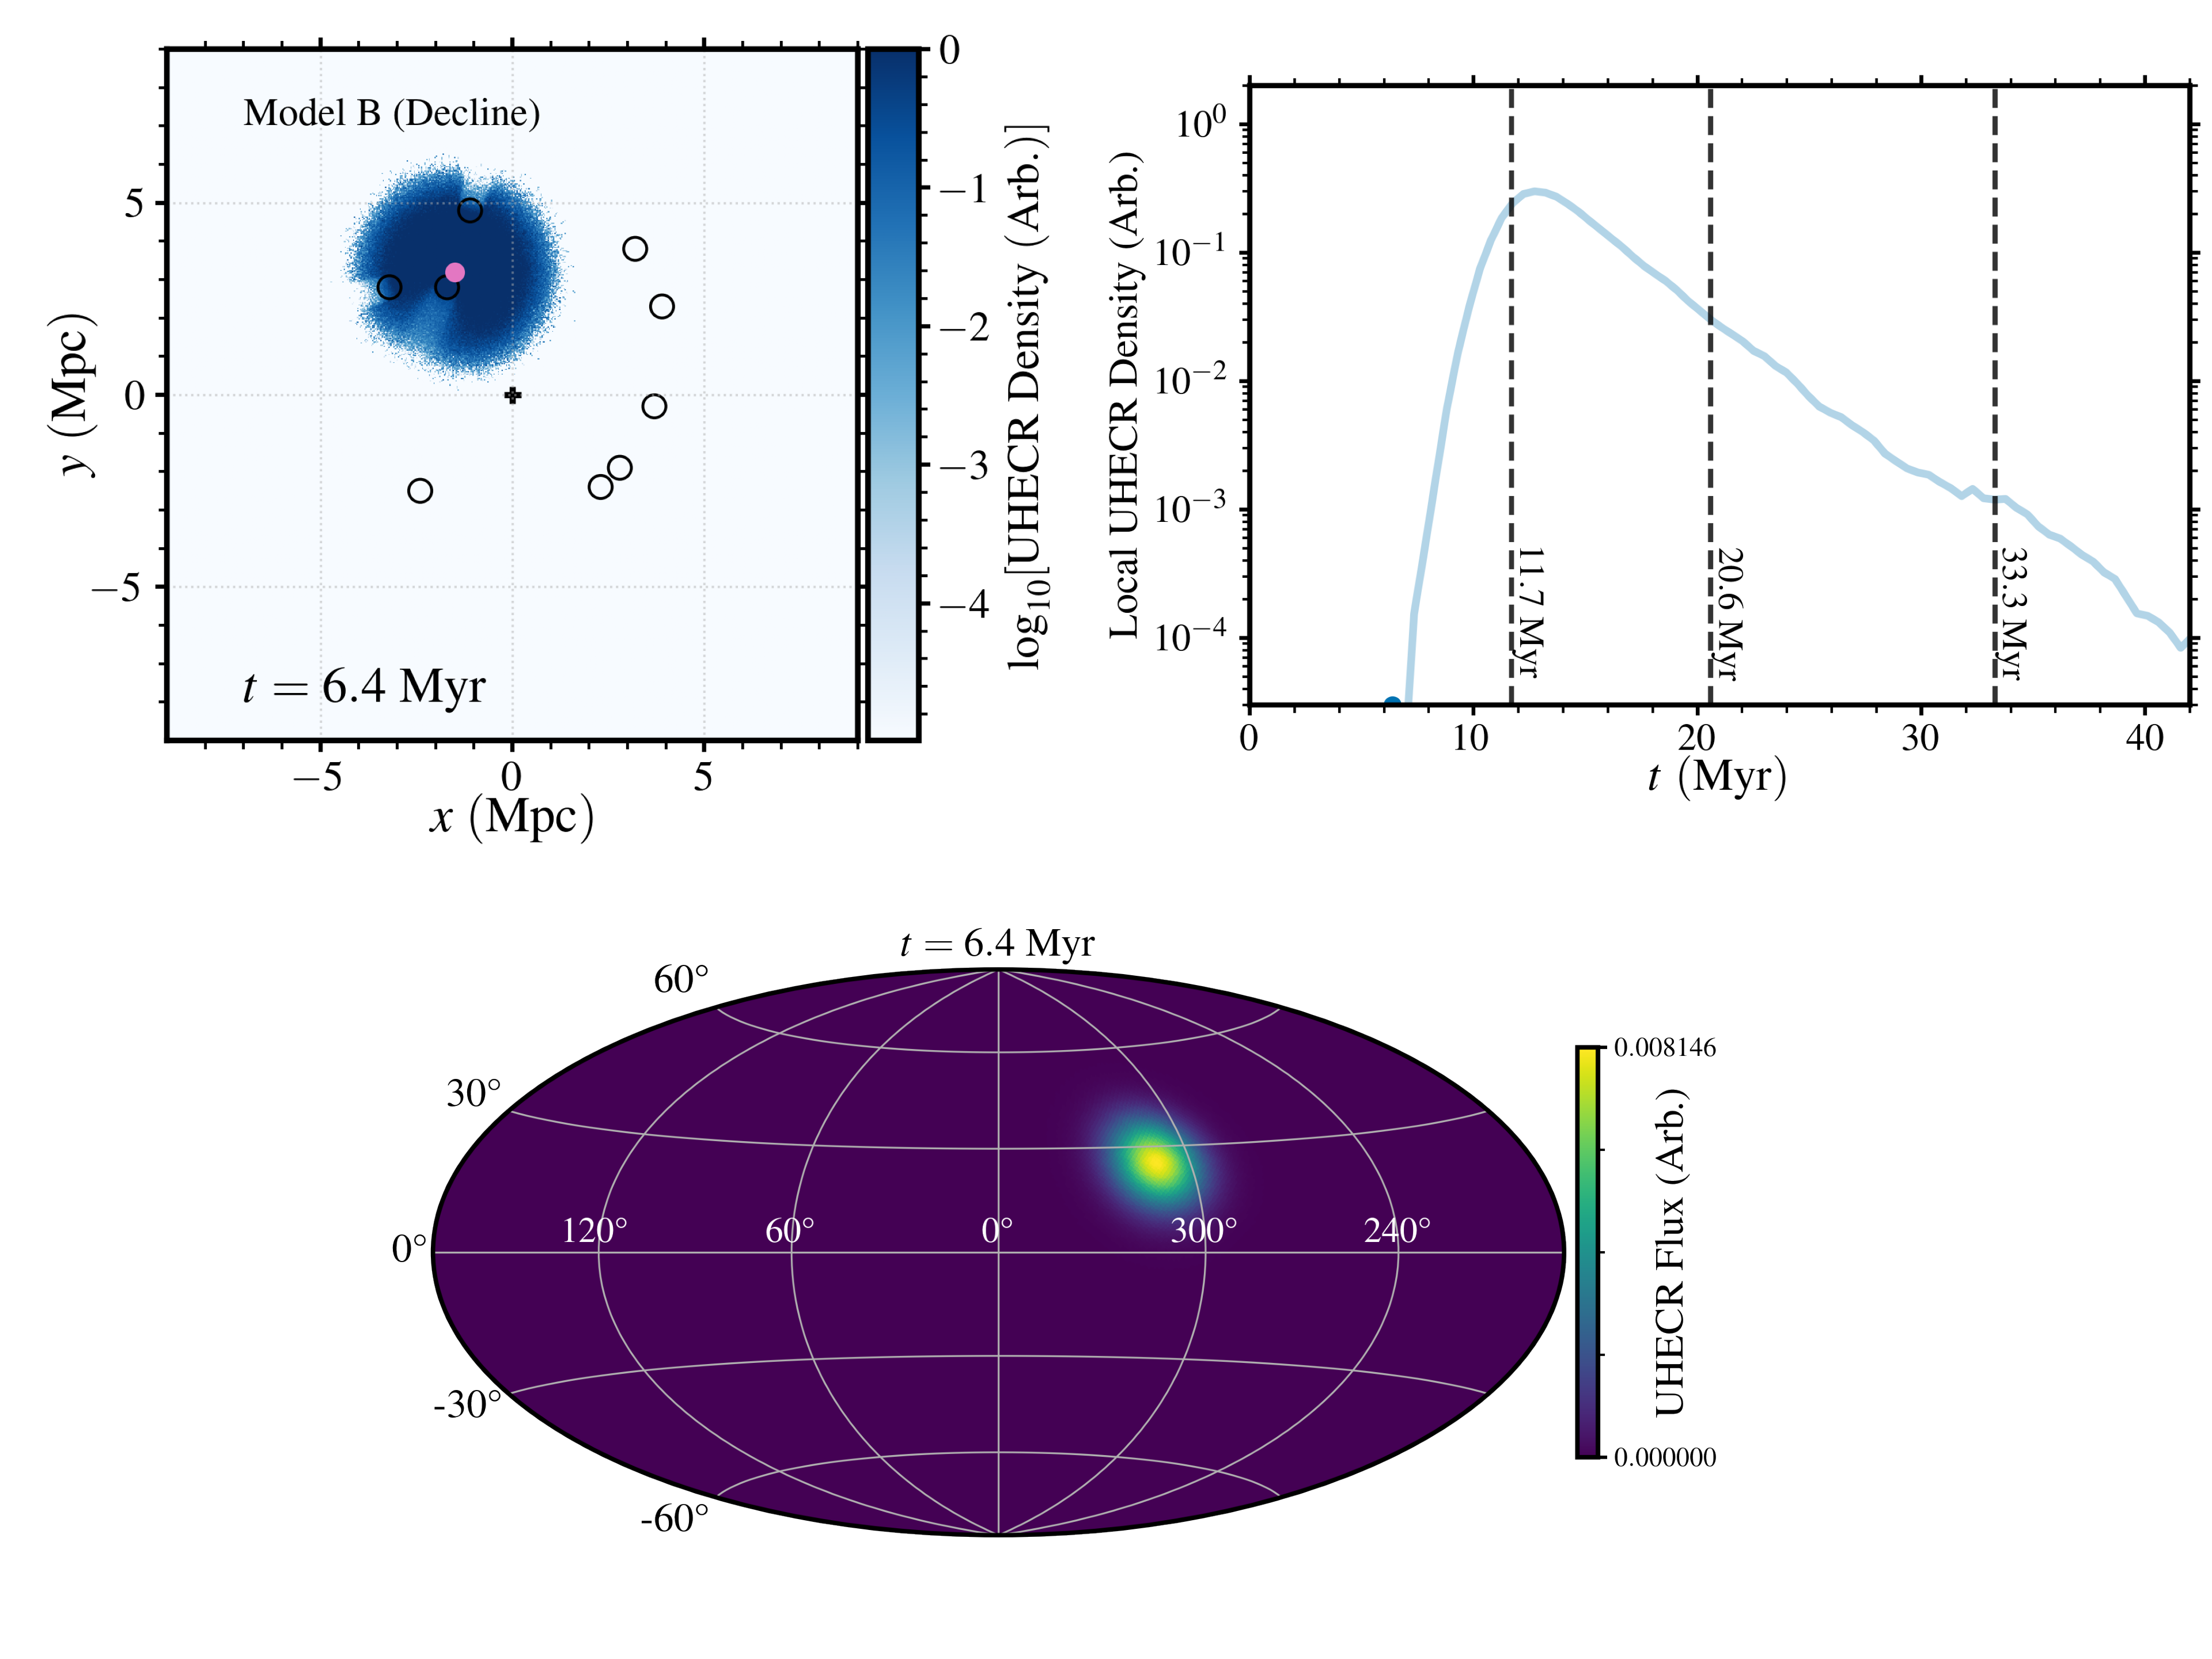 Model B (Decline)
t = 6.4 Myr
5
0
−5
y (Mpc)
−5
0
5
x (Mpc)
0
−1
−2
−3
−4
log10[UHECR Density (Arb.)]
10^0
10^−1
10^−2
10^−3
10^−4
Local UHECR Density (Arb.)
11.7 Myr
20.6 Myr
33.3 Myr
0
10
20
30
40
t (Myr)
t = 6.4 Myr
60°
30°
0°
-30°
-60°
120°
60°
0°
300°
240°
0.008146
0.000000
UHECR Flux (Arb.)